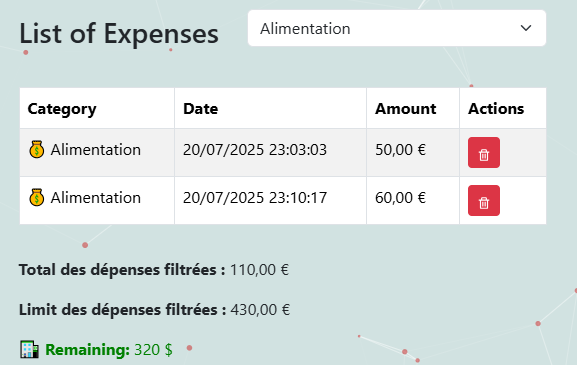 List of Expenses
Alimentation
Category Date Amount Actions
Alimentation 20/07/2025 23:03:03 50,00 €
Alimentation 20/07/2025 23:10:17 60,00 €
Total des dépenses filtrées : 110,00 €
Limit des dépenses filtrées : 430,00 €
Remaining: 320 $